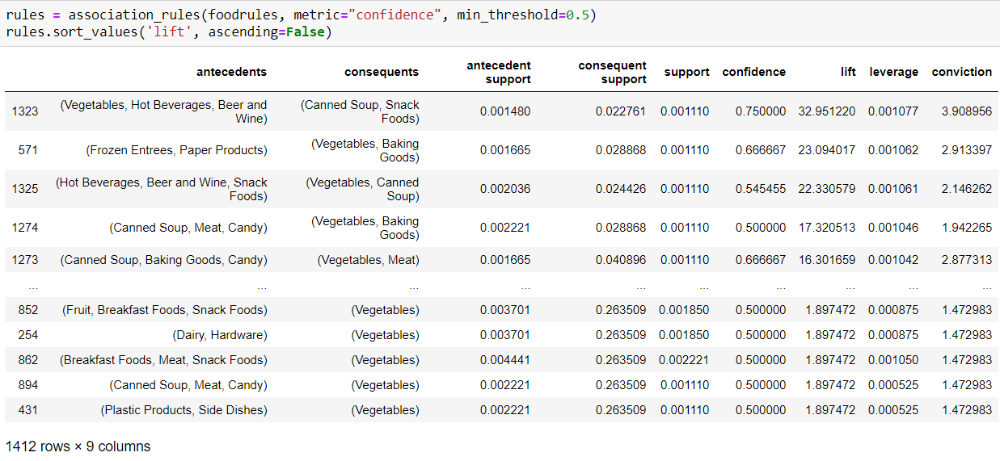 rules = association_rules(foodrules, metric="confidence", min_threshold=0.5)
rules.sort_values('lift', ascending=False)
antecedents consequents antecedent support consequent support support confidence lift leverage conviction
1323 (Vegetables, Hot Beverages, Beer and Wine) (Canned Soup, Snack Foods) 0.001480 0.022761 0.001110 0.750000 32.951220 0.001077 3.908956
571 (Frozen Entrees, Paper Products) (Vegetables, Baking Goods) 0.001665 0.028868 0.001110 0.666667 23.094017 0.001062 2.913397
1325 (Hot Beverages, Beer and Wine, Snack Foods) (Vegetables, Canned Soup) 0.002036 0.024426 0.001110 0.545455 22.330579 0.001061 2.146262
1274 (Canned Soup, Meat, Candy) (Vegetables, Baking Goods) 0.002221 0.028868 0.001110 0.500000 17.320513 0.001046 1.942265
1273 (Canned Soup, Baking Goods, Candy) (Vegetables, Meat) 0.001665 0.040896 0.001110 0.666667 16.301659 0.001042 2.877313
... ... ... ... ... ... ... ... ... ...
852 (Fruit, Breakfast Foods, Snack Foods) (Vegetables) 0.003701 0.263509 0.001850 0.500000 1.897472 0.000875 1.472983
254 (Dairy, Hardware) (Vegetables) 0.003701 0.263509 0.001850 0.500000 1.897472 0.000875 1.472983
862 (Breakfast Foods, Meat, Snack Foods) (Vegetables) 0.004441 0.263509 0.002221 0.500000 1.897472 0.001050 1.472983
894 (Canned Soup, Meat, Candy) (Vegetables) 0.002221 0.263509 0.001110 0.500000 1.897472 0.000525 1.472983
431 (Plastic Products, Side Dishes) (Vegetables) 0.002221 0.263509 0.001110 0.500000 1.897472 0.000525 1.472983
1412 rows × 9 columns